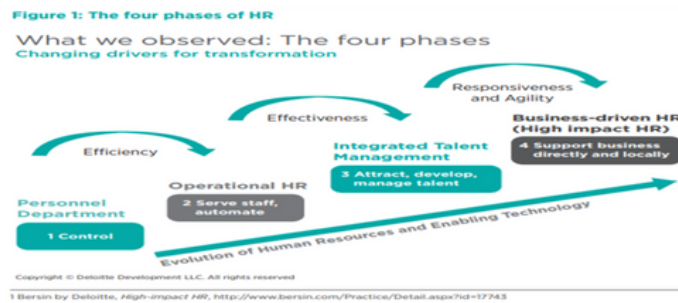 Figure 1: The four phases of HR
What we observed: The four phases
Changing drivers for transformation
Responsiveness
and Agility
Effectiveness
Business-driven HR
(High impact HR)
Efficiency
Integrated Talent
Management
4 Support business
directly and locally
Operational HR
3 Attract, develop,
manage talent
Personnel
Department
2 Serve staff,
automate
1 Control
Evolution of Human Resources and Enabling Technology
Copyright © Deloitte Development LLC. All rights reserved
1 Bersin by Deloitte, High-impact HR, http://www.bersin.com/Practice/Detail.aspx?id=17743